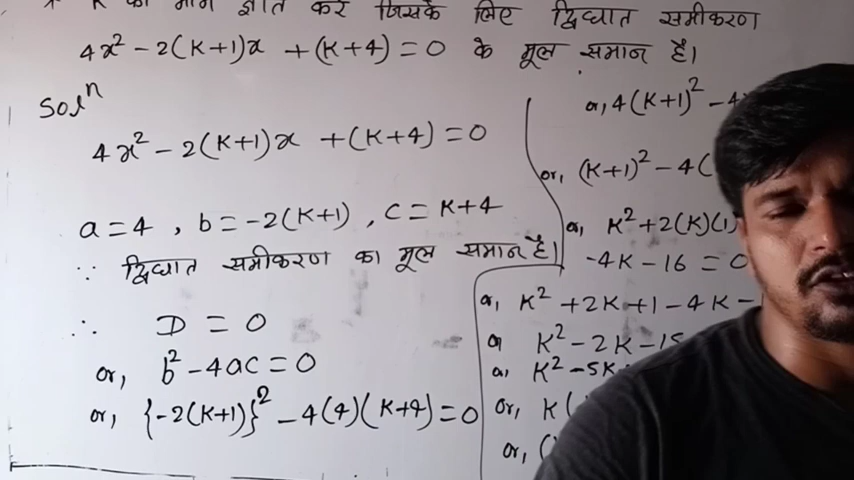 K का मान ज्ञात करें जिसके लिए द्विघात समीकरण
4x² - 2(K+1)x + (K+4) = 0 के मूल समान है।
Solⁿ
4x² - 2(K+1)x + (K+4) = 0
a = 4 , b = -2(K+1) , c = K+4
∵ द्विघात समीकरण का मूल समान है।
∴ D = 0
or, b² - 4ac = 0
or, {-2(K+1)}² - 4(4)(K+4) = 0
or, 4(K+1)² - 4
or, (K+1)² - 4(
or, K² + 2(K)(1)
-4K - 16 = 0
or, K² + 2K + 1 - 4K -
or K² - 2K - 15
or, K² - 5K
or, K(
or, (